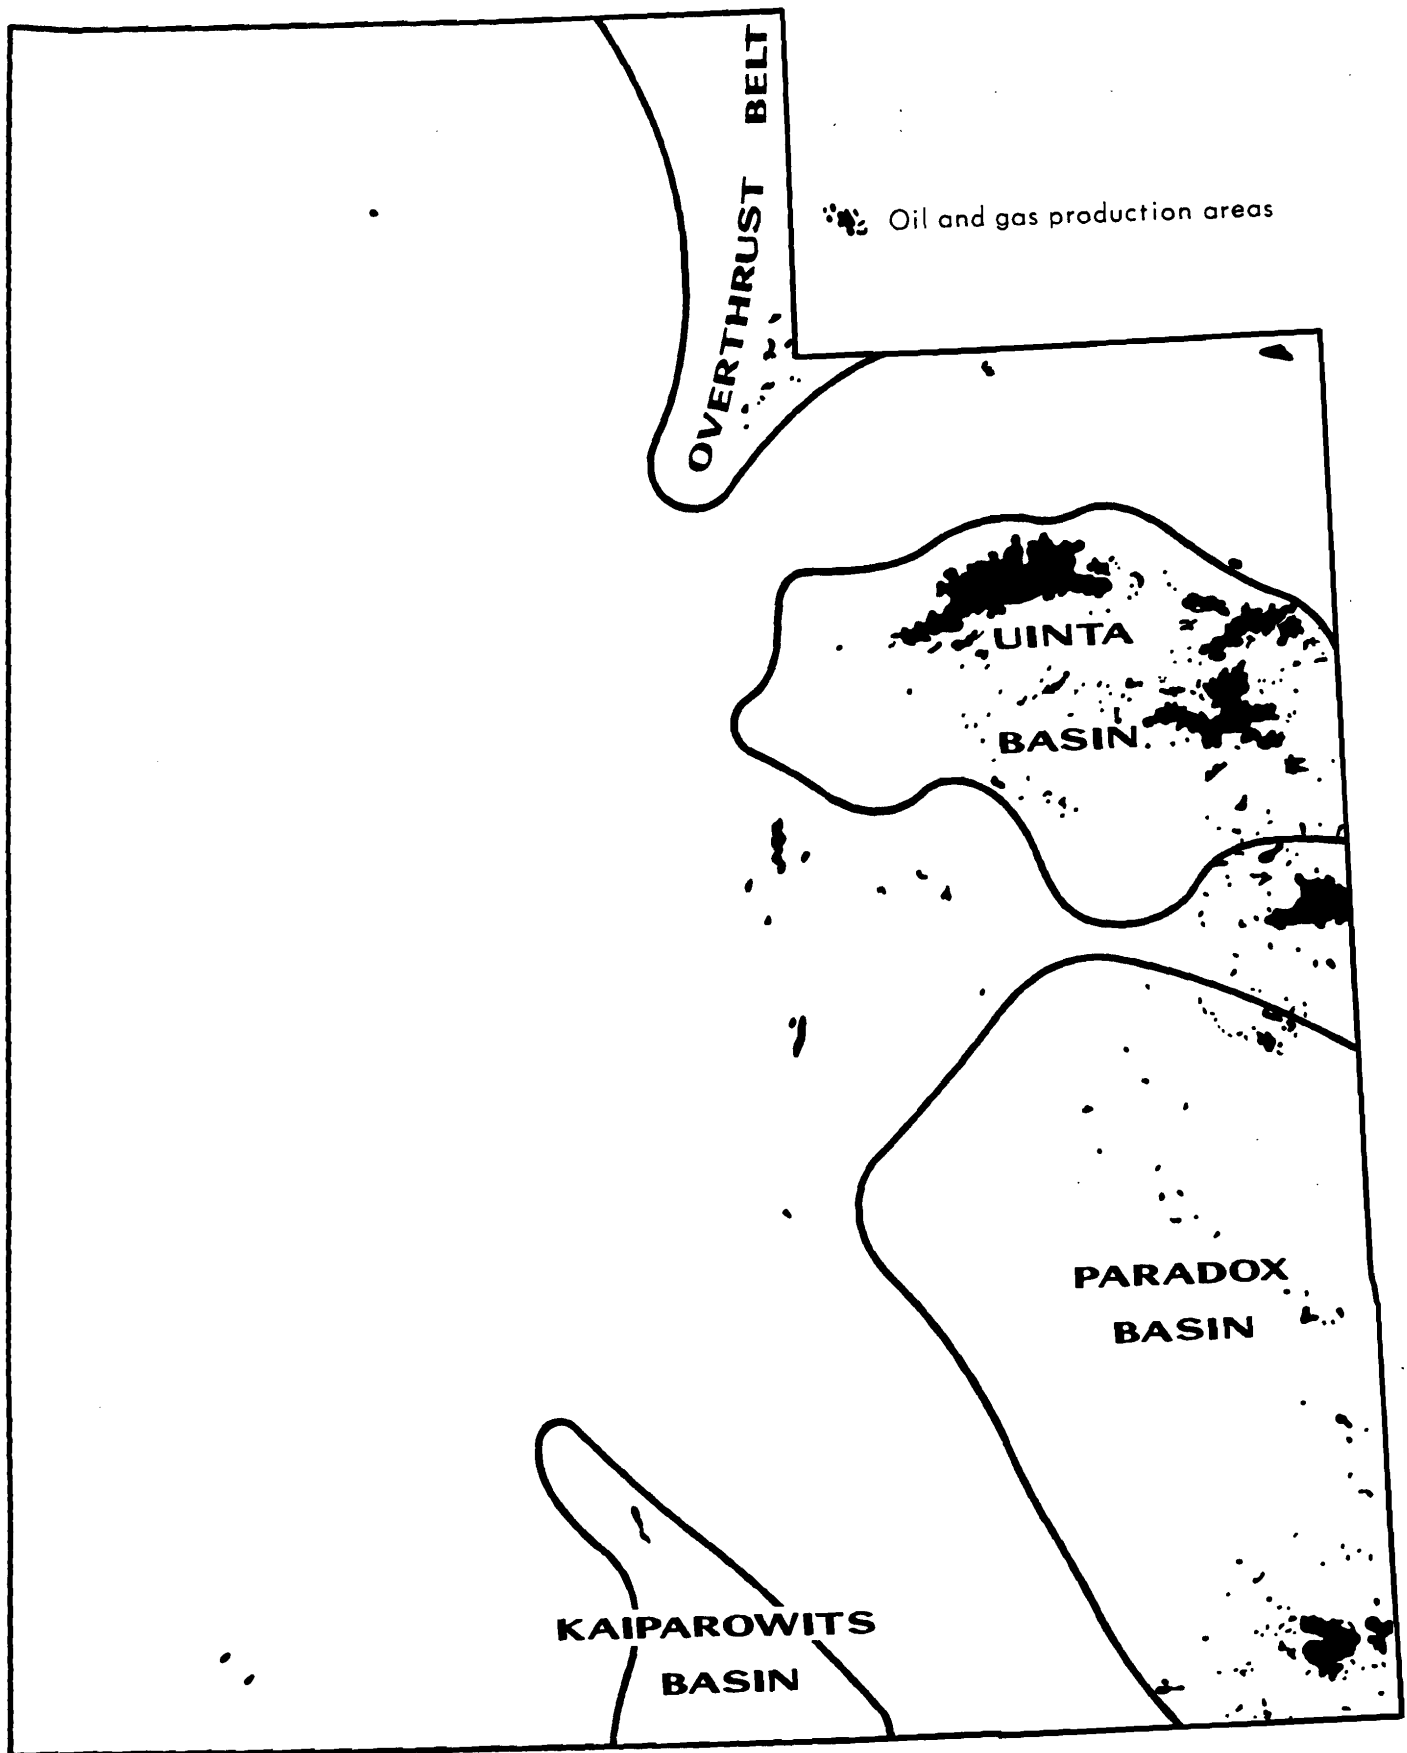 OVERTHRUST BELT
Oil and gas production areas
UINTA
BASIN
PARADOX
BASIN
KAIPAROWITS
BASIN